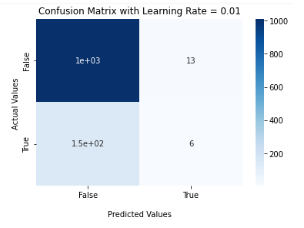 Confusion Matrix with Learning Rate = 0.01
1000
False
1e+03
13
800
Actual Values
600
400
True
1.5e+02
6
200
False
True
Predicted Values